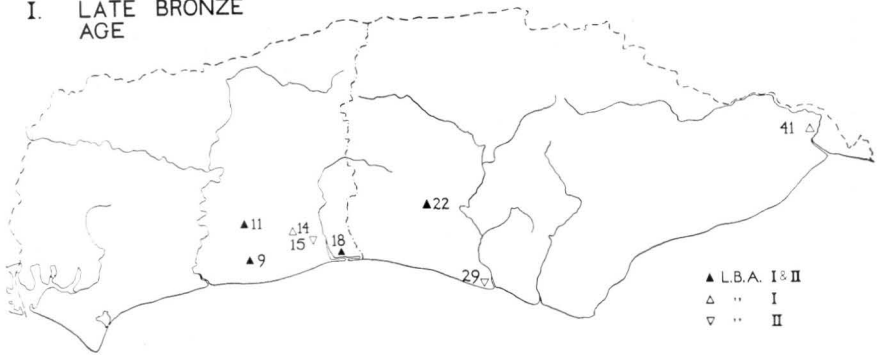 I. LATE BRONZE
AGE
41
22
11
14
15
18
9
29
▲ L.B.A. I & II
△ " I
▽ " II